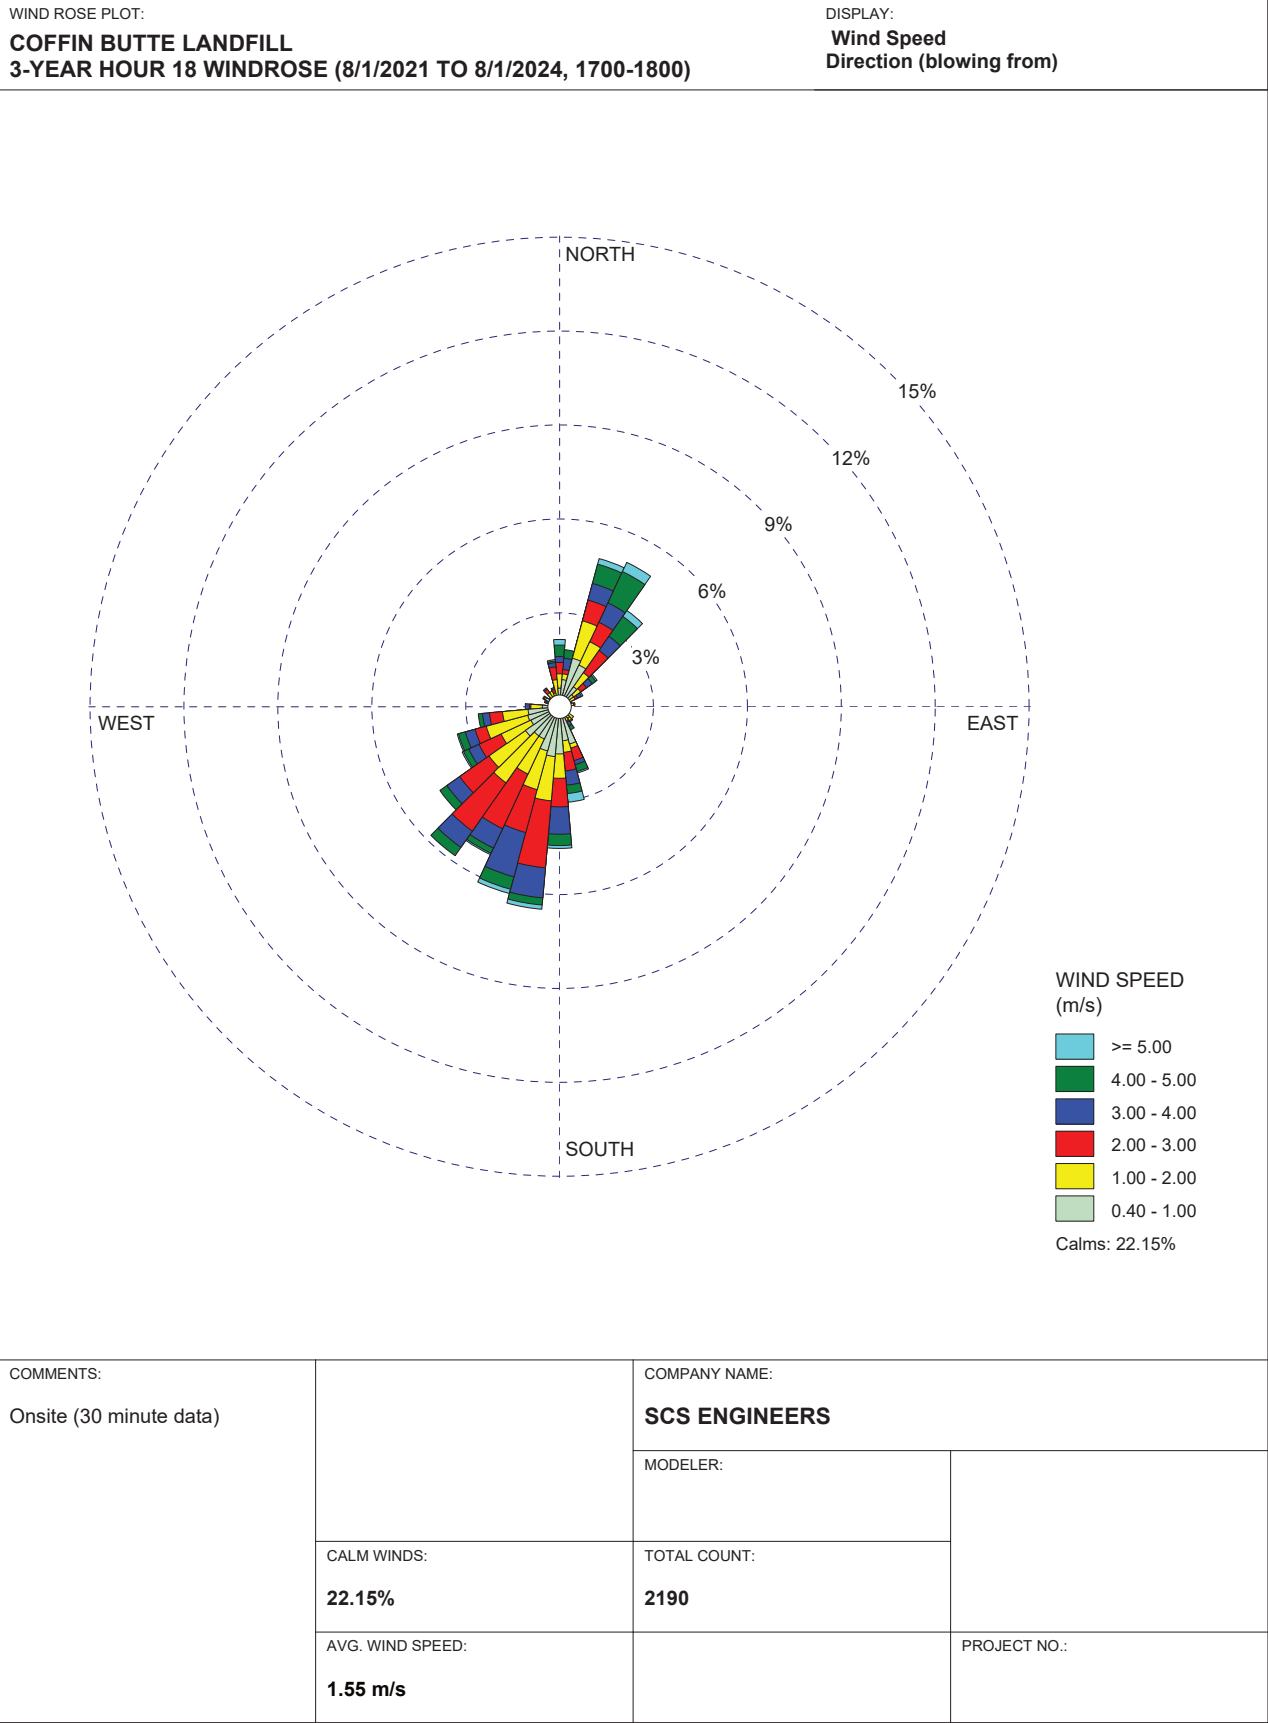 WIND ROSE PLOT:
COFFIN BUTTE LANDFILL
3-YEAR HOUR 18 WINDROSE (8/1/2021 TO 8/1/2024, 1700-1800)
DISPLAY:
Wind Speed
Direction (blowing from)
NORTH
15%
12%
9%
6%
3%
WEST
EAST
SOUTH
WIND SPEED
(m/s)
>= 5.00
4.00 - 5.00
3.00 - 4.00
2.00 - 3.00
1.00 - 2.00
0.40 - 1.00
Calms: 22.15%
COMMENTS:
Onsite (30 minute data)
COMPANY NAME:
SCS ENGINEERS
MODELER:
CALM WINDS:
22.15%
TOTAL COUNT:
2190
AVG. WIND SPEED:
1.55 m/s
PROJECT NO.: